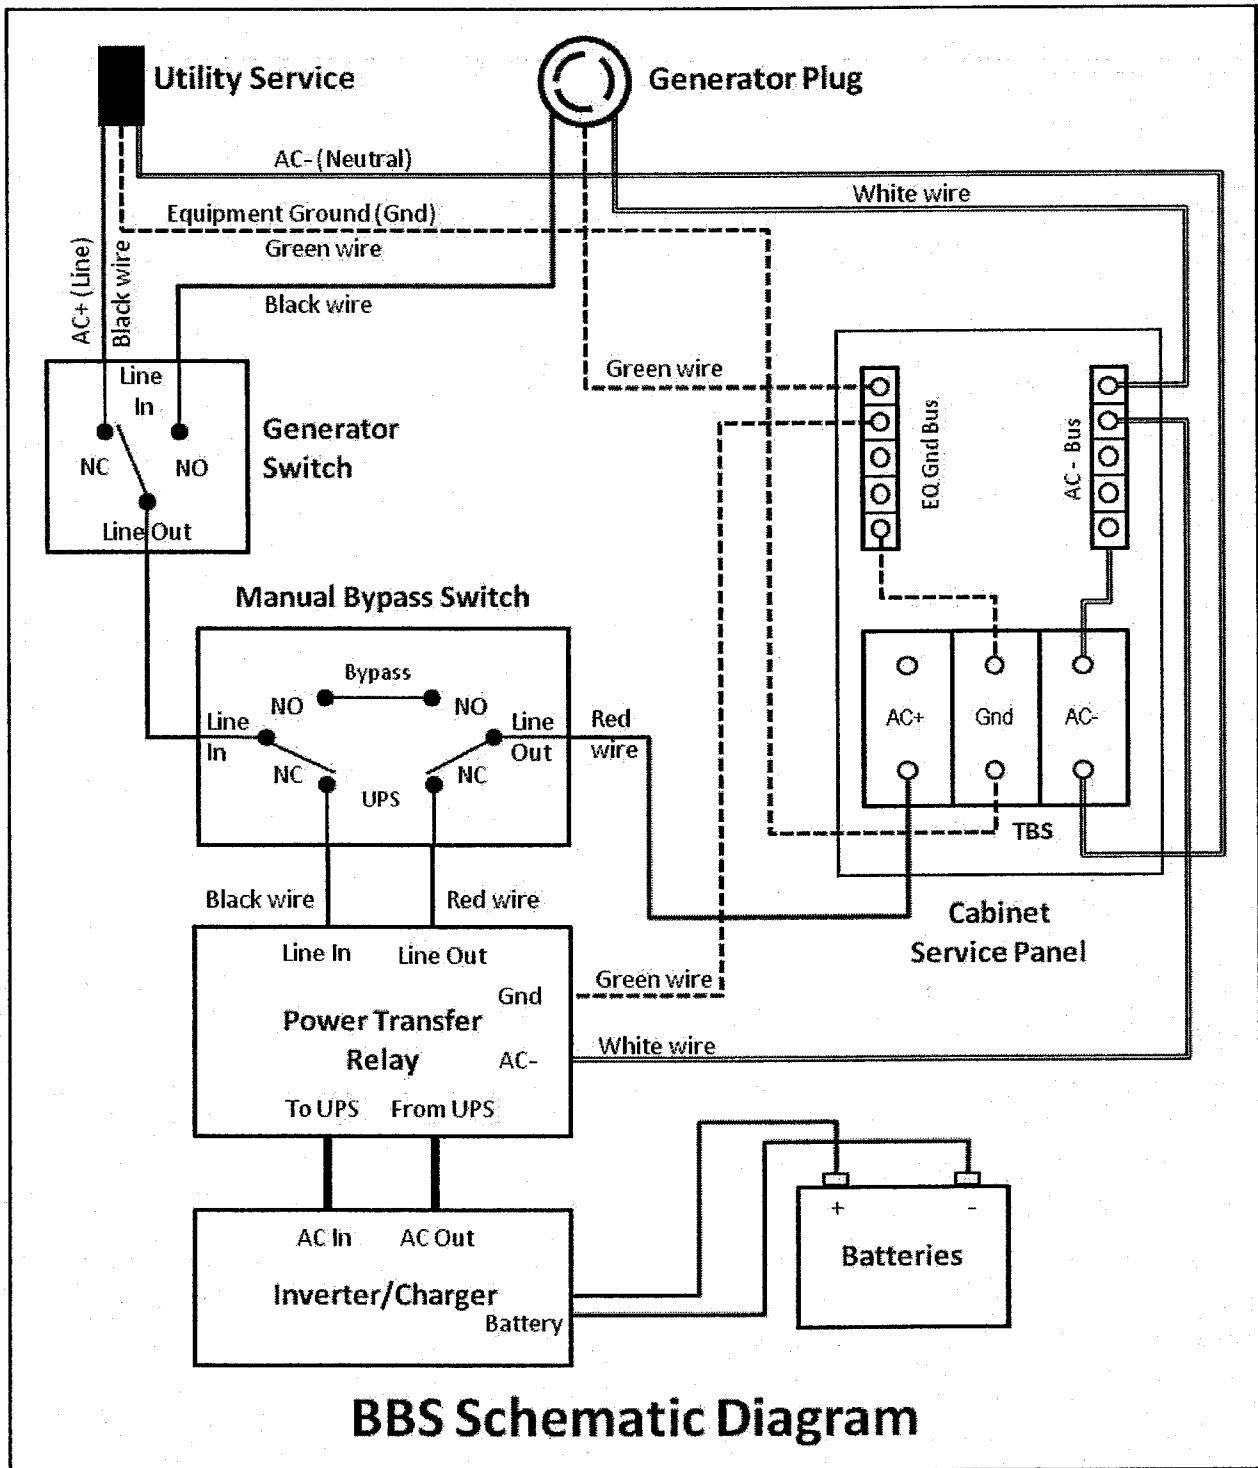 Utility Service
Generator Plug
AC- (Neutral)
White wire
Equipment Ground (Gnd)
Green wire
AC+ (Line)
Black wire
Black wire
Line
In
NC
NO
Line Out
Generator
Switch
Green wire
EQ Gnd Bus
AC - Bus
Manual Bypass Switch
Bypass
NO
NO
Line
In
Line
Out
NC
NC
UPS
Red
wire
AC+
Gnd
AC-
TBS
Cabinet
Service Panel
Black wire
Red wire
Line In
Line Out
Gnd
Green wire
Power Transfer
Relay
AC-
White wire
To UPS
From UPS
AC In
AC Out
Inverter/Charger
Battery
+
-
Batteries
BBS Schematic Diagram